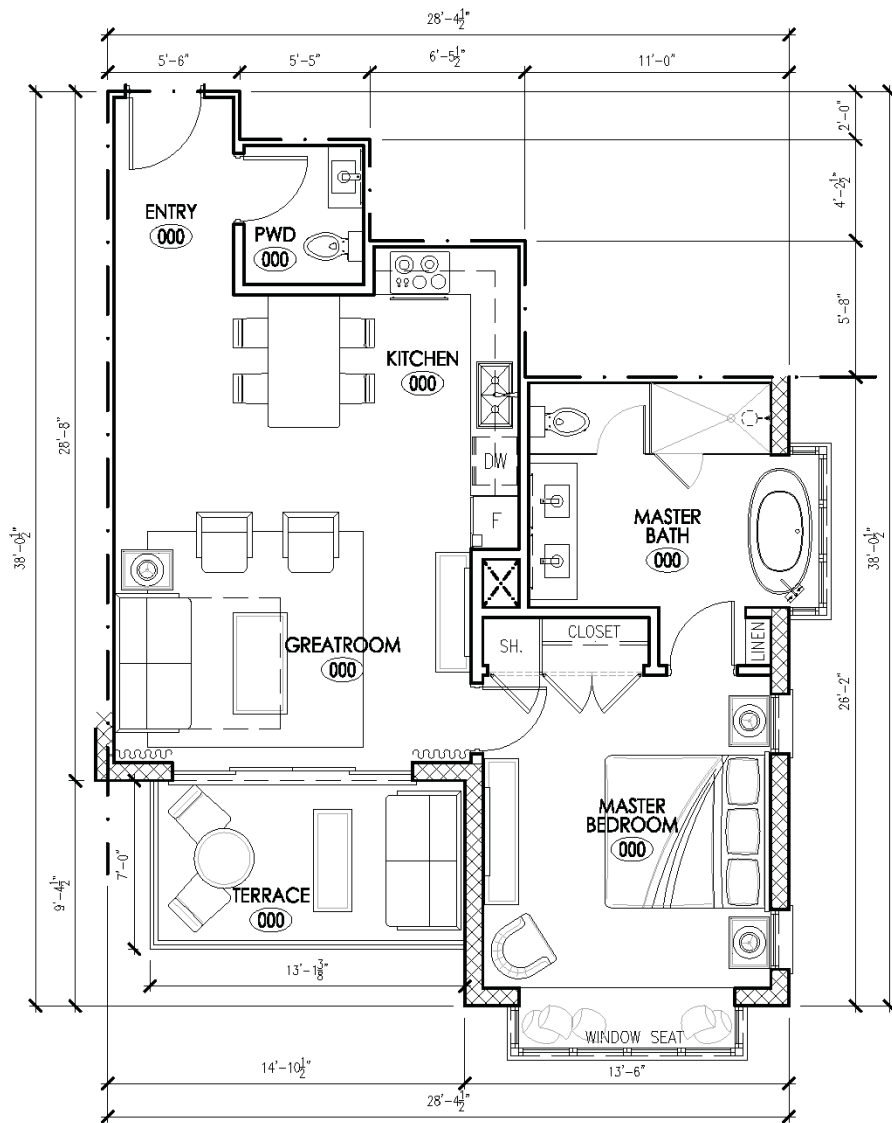 28'-4½"
5'-6"
5'-5"
6'-5½"
11'-0"
2'-0"
4'-2½"
5'-8"
ENTRY
000
PWD
000
KITCHEN
000
28'-8"
DW
F
MASTER
BATH
000
38'-0½"
38'-0½"
SH.
CLOSET
LINEN
GREATROOM
000
26'-2"
MASTER
BEDROOM
000
TERRACE
000
7'-0"
9'-4½"
13'-1⅜"
WINDOW SEAT
14'-10½"
13'-6"
28'-4½"